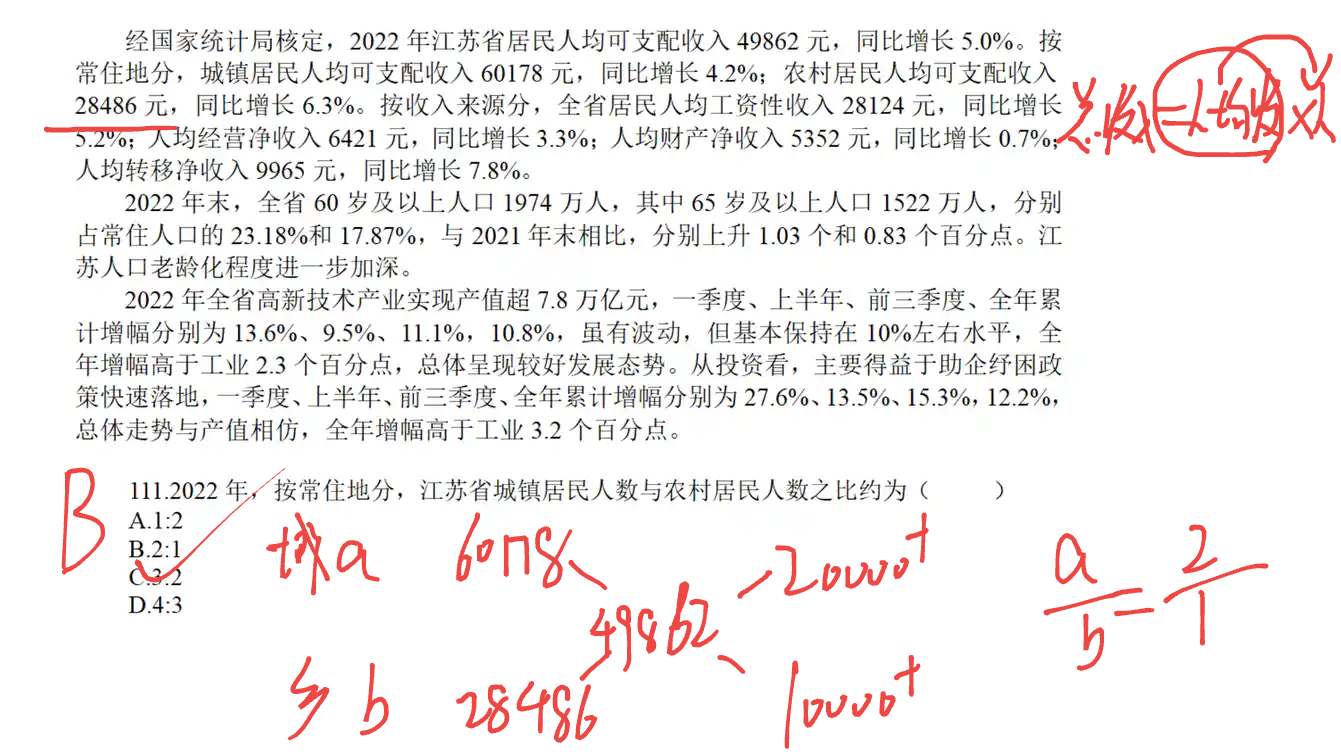 经国家统计局核定，2022 年江苏省居民人均可支配收入 49862 元，同比增长 5.0%。按
常住地分，城镇居民人均可支配收入 60178 元，同比增长 4.2%；农村居民人均可支配收入
28486 元，同比增长 6.3%。按收入来源分，全省居民人均工资性收入 28124 元，同比增长
5.2%；人均经营净收入 6421 元，同比增长 3.3%；人均财产净收入 5352 元，同比增长 0.7%；
人均转移净收入 9965 元，同比增长 7.8%。
2022 年末，全省 60 岁及以上人口 1974 万人，其中 65 岁及以上人口 1522 万人，分别
占常住人口的 23.18%和 17.87%，与 2021 年末相比，分别上升 1.03 个和 0.83 个百分点。江
苏人口老龄化程度进一步加深。
2022 年全省高新技术产业实现产值超 7.8 万亿元，一季度、上半年、前三季度、全年累
计增幅分别为 13.6%、9.5%、11.1%，10.8%，虽有波动，但基本保持在 10%左右水平，全
年增幅高于工业 2.3 个百分点，总体呈现较好发展态势。从投资看，主要得益于助企纾困政
策快速落地，一季度、上半年、前三季度、全年累计增幅分别为 27.6%、13.5%、15.3%，12.2%，
总体走势与产值相仿，全年增幅高于工业 3.2 个百分点。
B
111.2022 年，按常住地分，江苏省城镇居民人数与农村居民人数之比约为（ ）
A.1:2
B.2:1
C.3:2
D.4:3
城a 60178 20000+
49862
乡 b 28486 10000+
a/b = 2/1